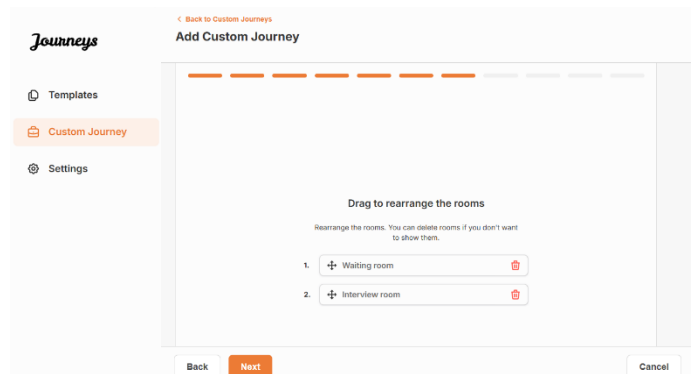 Journeys
Templates
Custom Journey
Settings
< Back to Custom Journeys
Add Custom Journey
Drag to rearrange the rooms
Rearrange the rooms. You can delete rooms if you don't want
to show them.
1. Waiting room
2. Interview room
Back
Next
Cancel